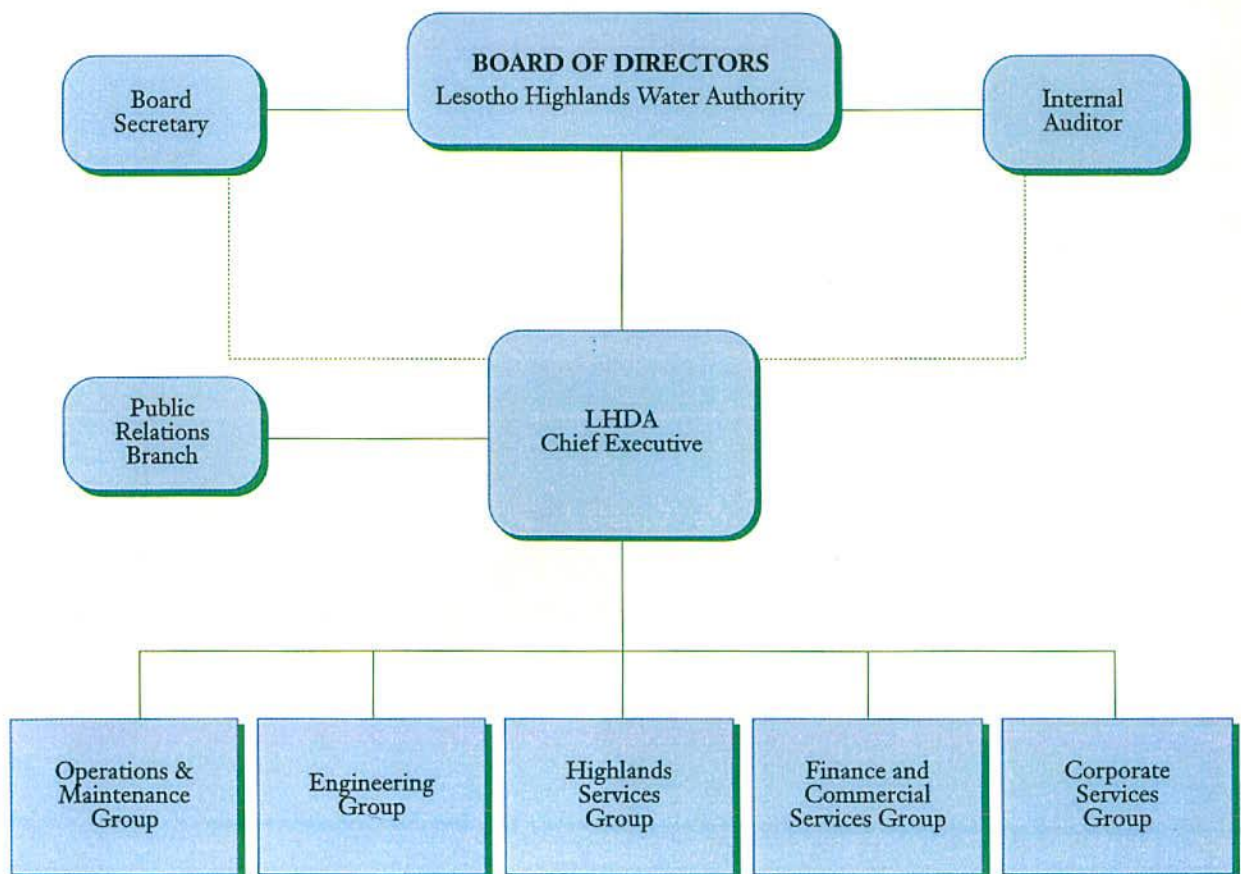 BOARD OF DIRECTORS
Lesotho Highlands Water Authority
Board
Secretary
Internal
Auditor
LHDA
Chief Executive
Public
Relations
Branch
Operations &
Maintenance
Group
Engineering
Group
Highlands
Services
Group
Finance and
Commercial
Services Group
Corporate
Services
Group